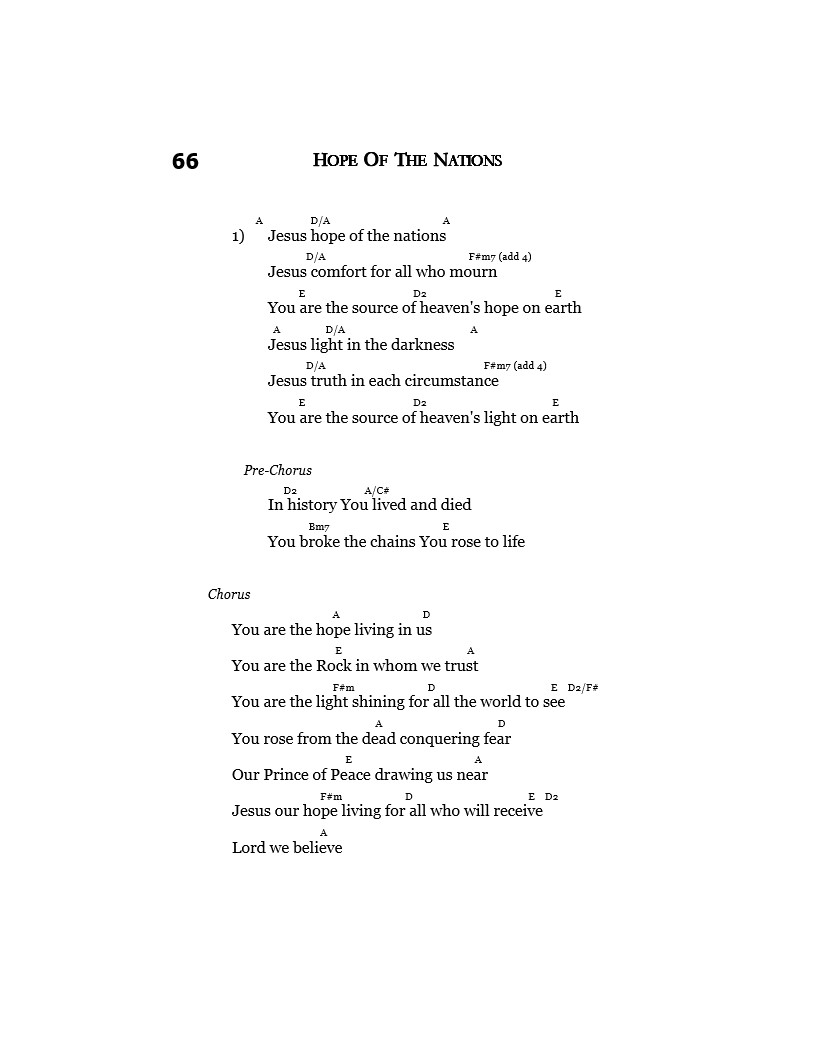 66 HOPE OF THE NATIONS
A D/A A
1) Jesus hope of the nations
D/A F#m7 (add 4)
Jesus comfort for all who mourn
E D2 E
You are the source of heaven's hope on earth
A D/A A
Jesus light in the darkness
D/A F#m7 (add 4)
Jesus truth in each circumstance
E D2 E
You are the source of heaven's light on earth
Pre-Chorus
D2 A/C#
In history You lived and died
Bm7 E
You broke the chains You rose to life
Chorus
A D
You are the hope living in us
E A
You are the Rock in whom we trust
F#m D E D2/F#
You are the light shining for all the world to see
A D
You rose from the dead conquering fear
E A
Our Prince of Peace drawing us near
F#m D E D2
Jesus our hope living for all who will receive
A
Lord we believe